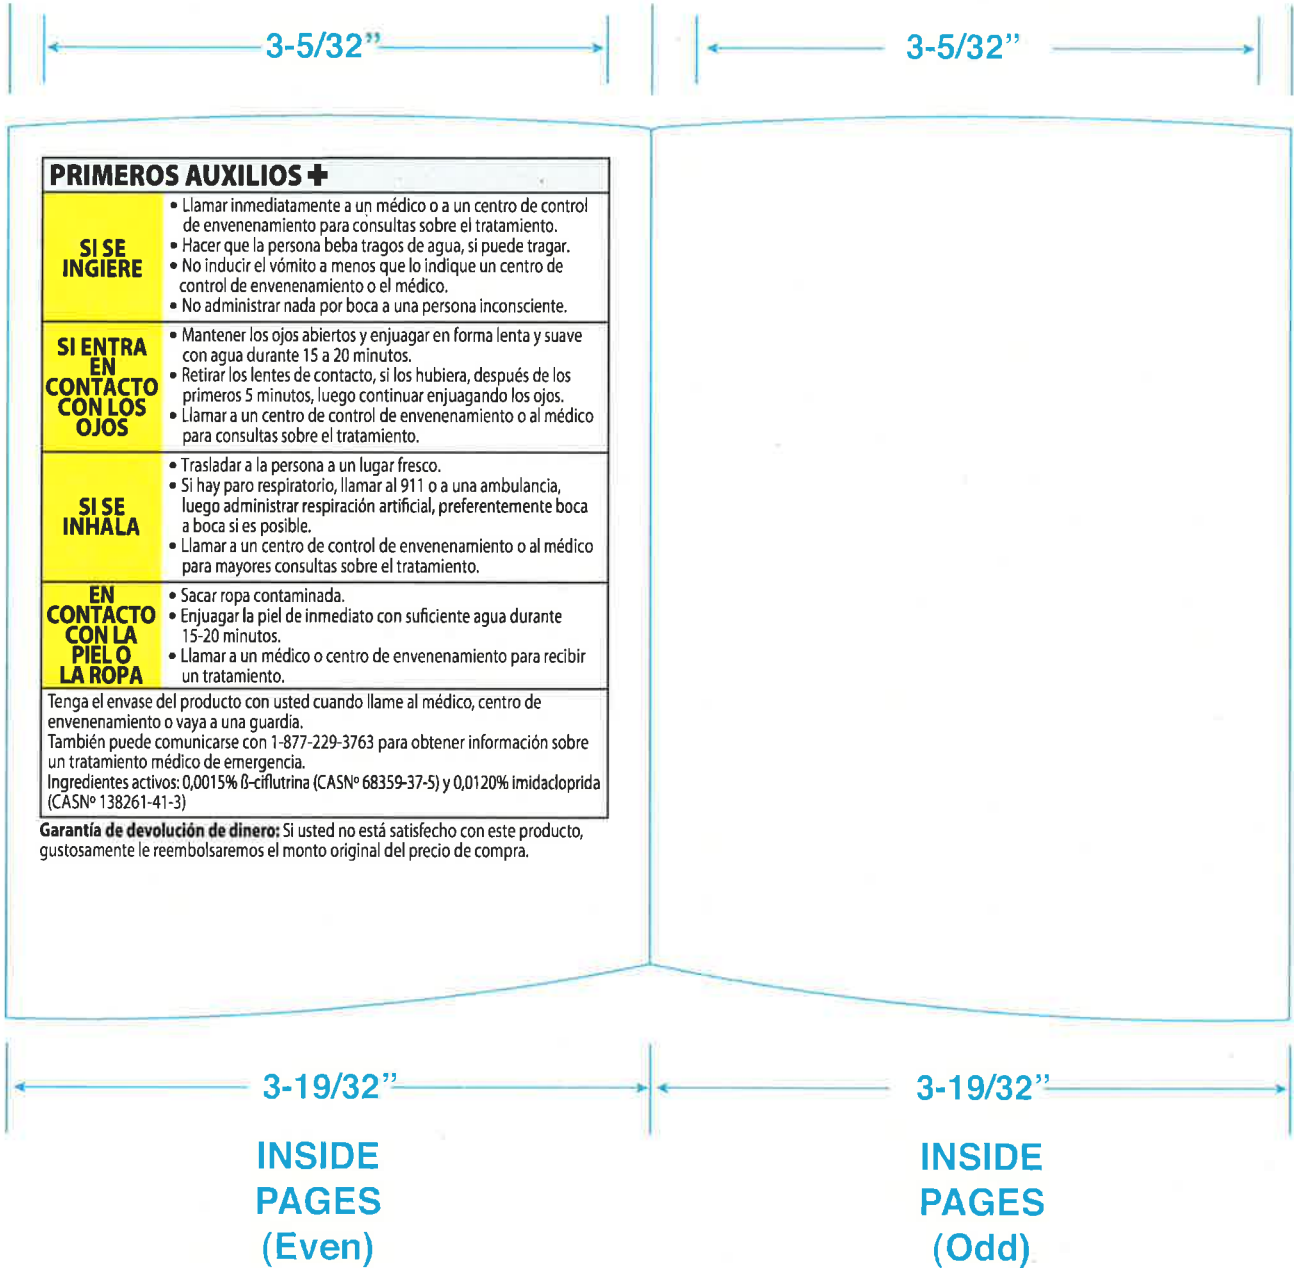 3-5/32”
3-5/32”
PRIMEROS AUXILIOS ✚
SI SE
INGIERE
• Llamar inmediatamente a un médico o a un centro de control
de envenenamiento para consultas sobre el tratamiento.
• Hacer que la persona beba tragos de agua, si puede tragar.
• No inducir el vómito a menos que lo indique un centro de
control de envenenamiento o el médico.
• No administrar nada por boca a una persona inconsciente.
SI ENTRA
EN
CONTACTO
CON LOS
OJOS
• Mantener los ojos abiertos y enjuagar en forma lenta y suave
con agua durante 15 a 20 minutos.
• Retirar los lentes de contacto, si los hubiera, después de los
primeros 5 minutos, luego continuar enjuagando los ojos.
• Llamar a un centro de control de envenenamiento o al médico
para consultas sobre el tratamiento.
SI SE
INHALA
• Trasladar a la persona a un lugar fresco.
• Si hay paro respiratorio, llamar al 911 o a una ambulancia,
luego administrar respiración artificial, preferentemente boca
a boca si es posible.
• Llamar a un centro de control de envenenamiento o al médico
para mayores consultas sobre el tratamiento.
EN
CONTACTO
CON LA
PIEL O
LA ROPA
• Sacar ropa contaminada.
• Enjuagar la piel de inmediato con suficiente agua durante
15-20 minutos.
• Llamar a un médico o centro de envenenamiento para recibir
un tratamiento.
Tenga el envase del producto con usted cuando llame al médico, centro de
envenenamiento o vaya a una guardia.
También puede comunicarse con 1-877-229-3763 para obtener información sobre
un tratamiento médico de emergencia.
Ingredientes activos: 0,0015% ß-ciflutrina (CASNº 68359-37-5) y 0,0120% imidacloprida
(CASNº 138261-41-3)
Garantía de devolución de dinero: Si usted no está satisfecho con este producto,
gustosamente le reembolsaremos el monto original del precio de compra.
3-19/32”
3-19/32”
INSIDE
PAGES
(Even)
INSIDE
PAGES
(Odd)